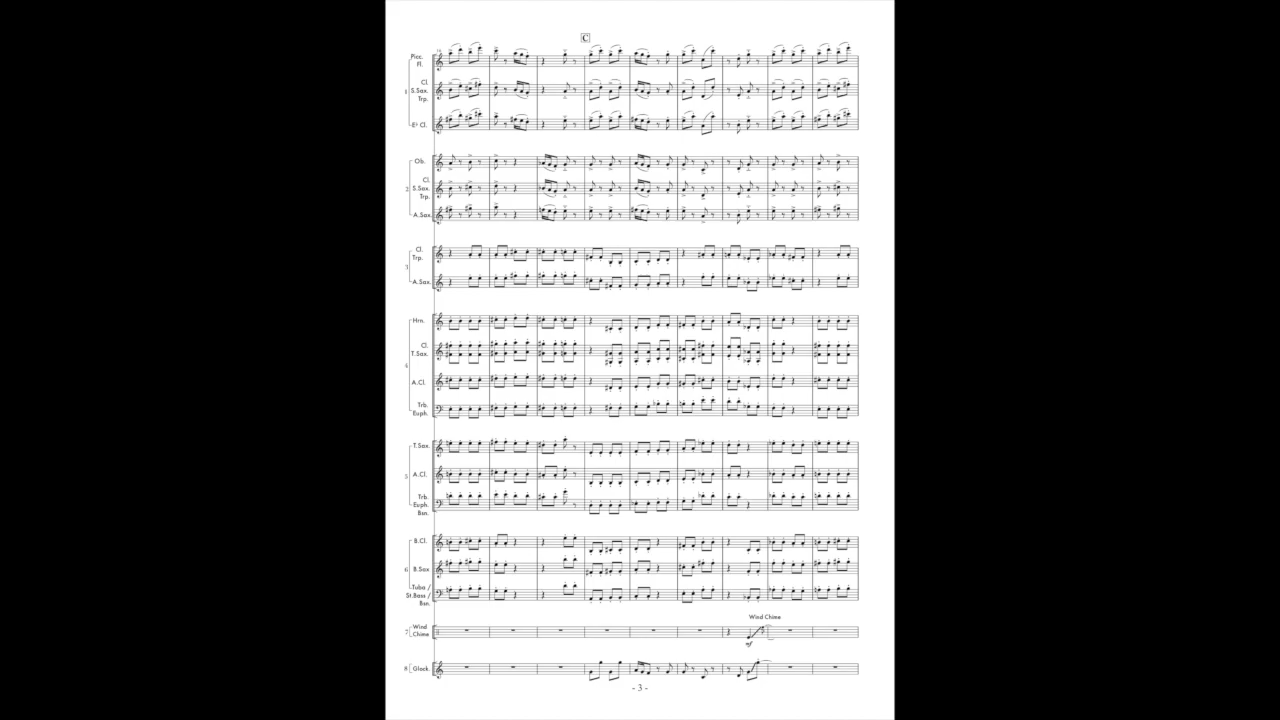 C
Picc.
Fl.
Cl.
1 S.Sax.
Trp.
E♭ Cl.
Ob.
Cl.
2 S.Sax.
Trp.
A.Sax.
Cl.
Trp.
3
A.Sax.
Hrn.
Cl.
T.Sax.
4
A.Cl.
Trb.
Euph.
T.Sax.
5 A.Cl.
Trb.
Euph.
Bsn.
B.Cl.
6 B.Sax
Tuba /
St.Bass /
Bsn.
Wind Chime
7 Wind
Chime
mf
8 Glock.
- 3 -